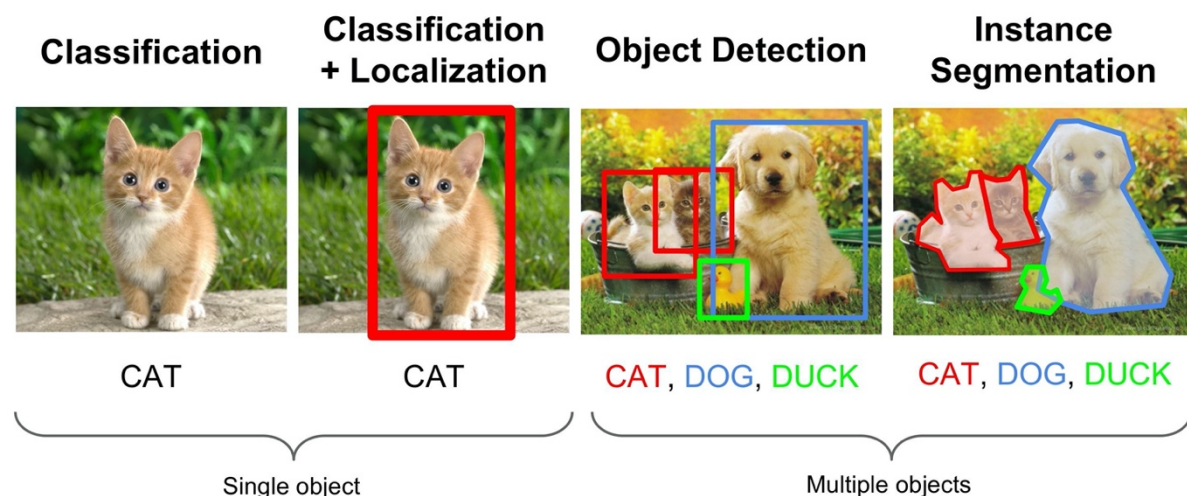 Classification
Classification
+ Localization
Object Detection
Instance
Segmentation
CAT
CAT
CAT, DOG, DUCK
CAT, DOG, DUCK
Single object
Multiple objects